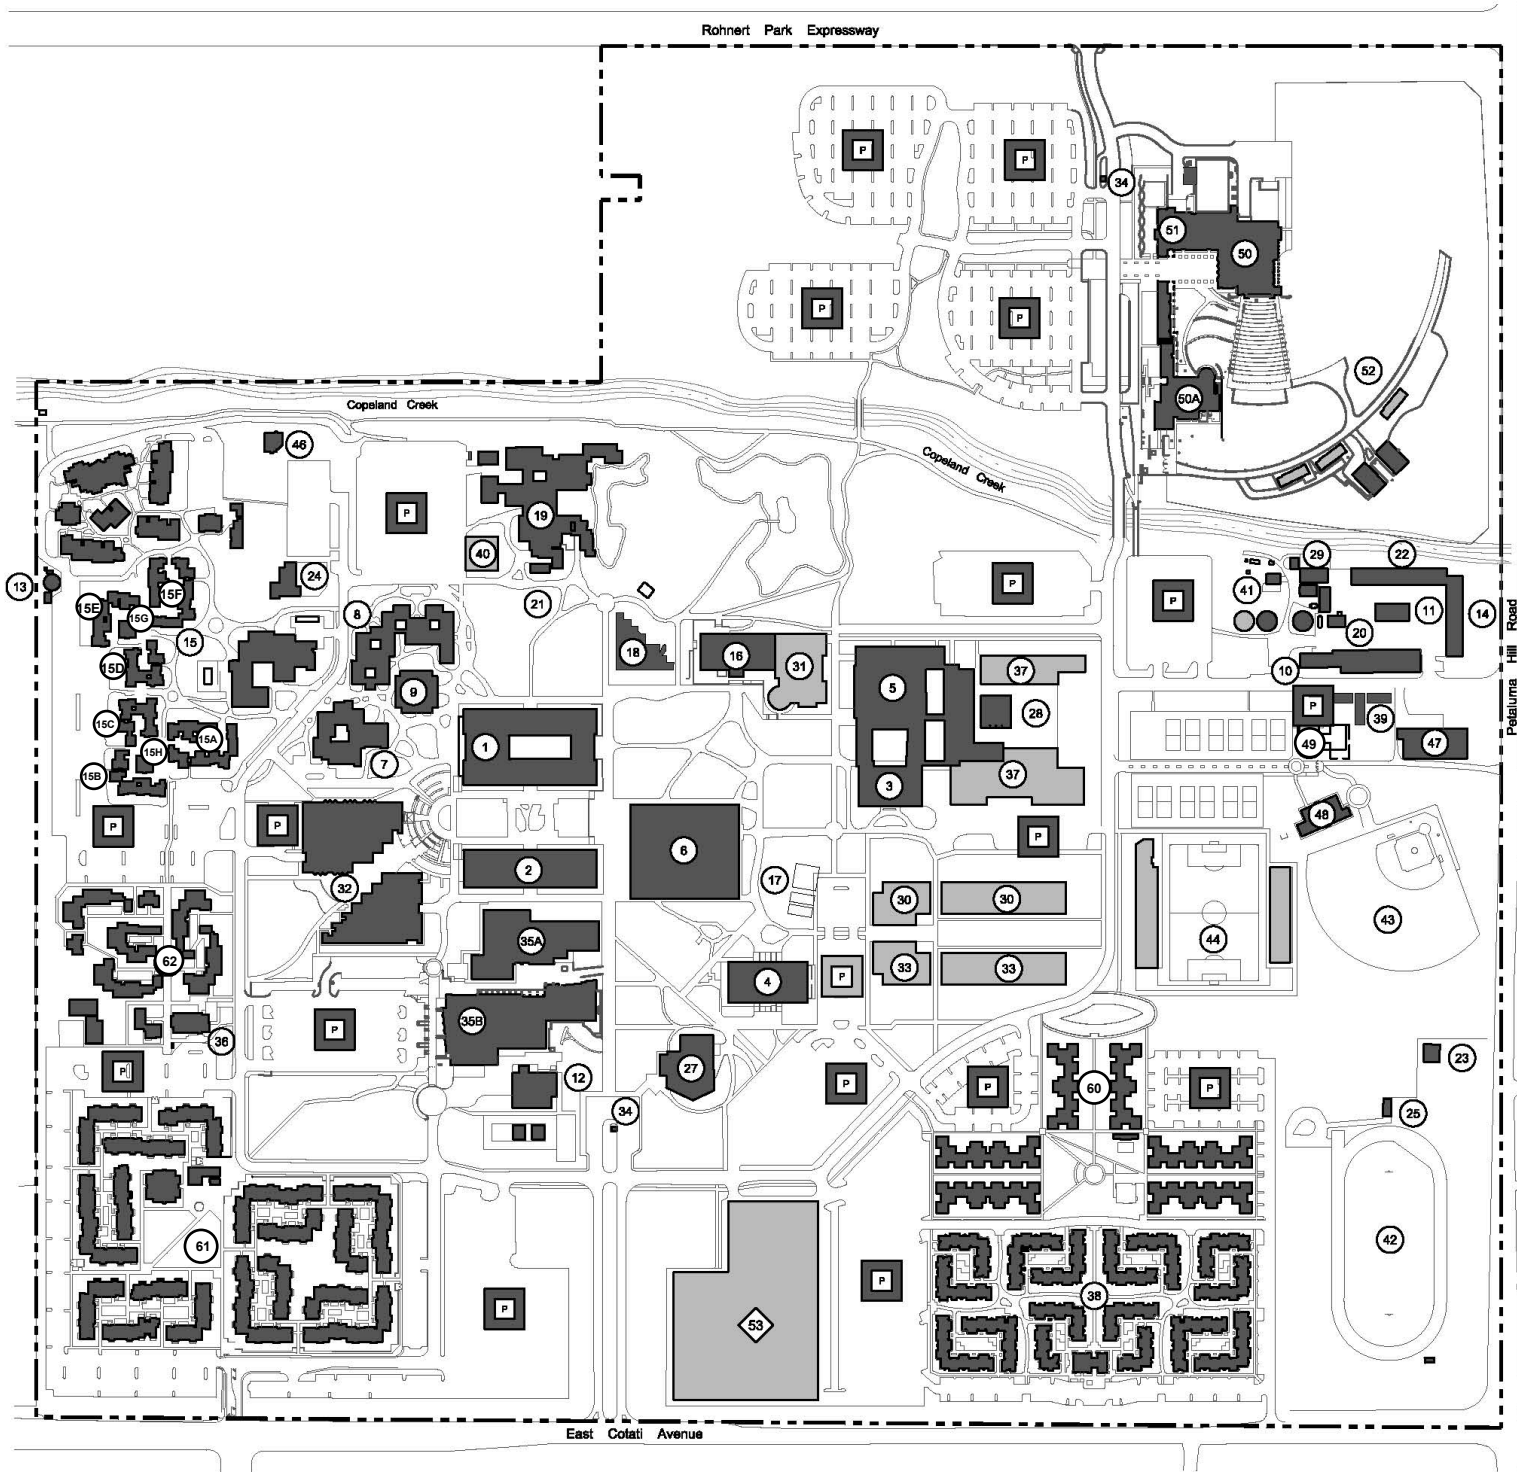 Rohnert Park Expressway
P
P
34
51
50
P
P
52
50A
Copeland Creek
46
Copeland Creek
P
19
40
29
22
24
13
P
P
41
15F
15E
21
11
14
15G
8
20
15
18
16
31
15D
37
10
5
9
28
P
39
15C
15A
1
49
47
15H
7
37
15B
3
48
P
P
P
6
2
17
32
30
30
43
35A
44
62
33
33
4
P
35B
P
36
23
P
27
12
P
P
60
P
34
25
61
42
38
P
P
53
Petaluma Hill Road
East Cotati Avenue